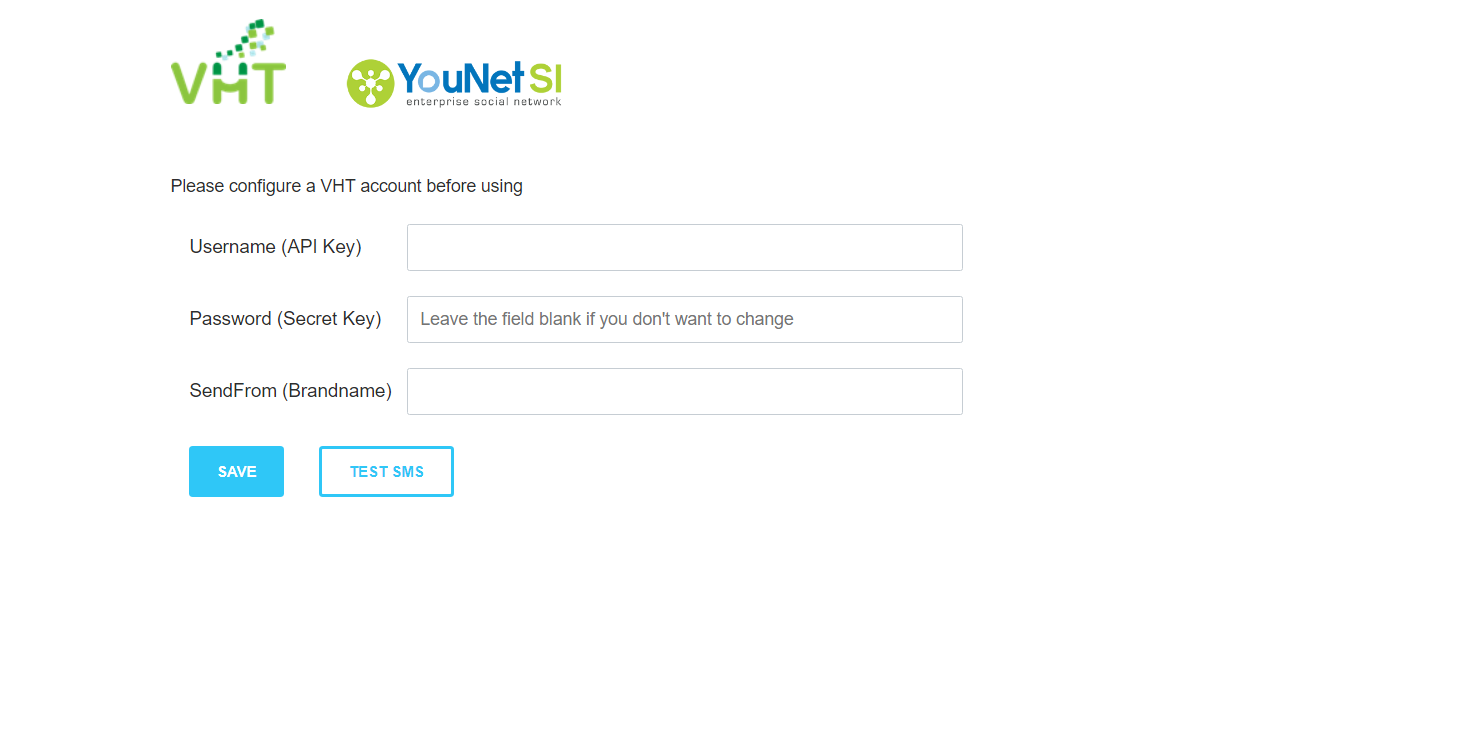 VHT
YouNet SI
enterprise social network
Please configure a VHT account before using
Username (API Key)
Password (Secret Key) Leave the field blank if you don't want to change
SendFrom (Brandname)
SAVE TEST SMS